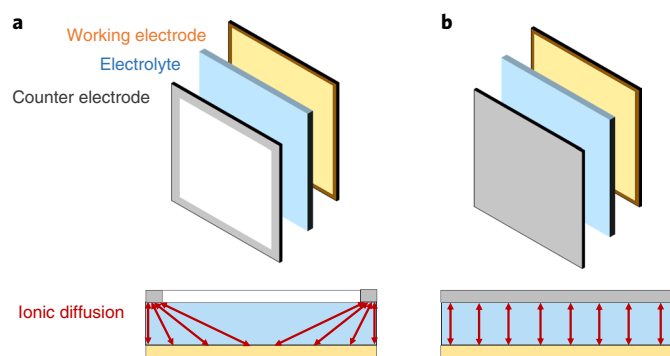 a
b
Working electrode
Electrolyte
Counter electrode
Ionic diffusion